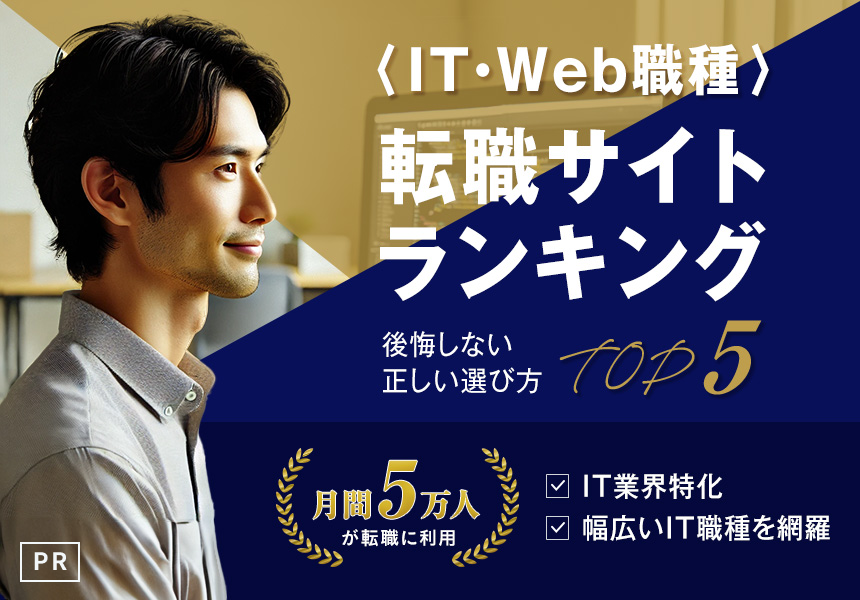 〈IT・Web職種〉
転職サイト
ランキング
後悔しない
正しい選び方
TOP5
月間5万人
が転職に利用
IT業界特化
幅広いIT職種を網羅
PR